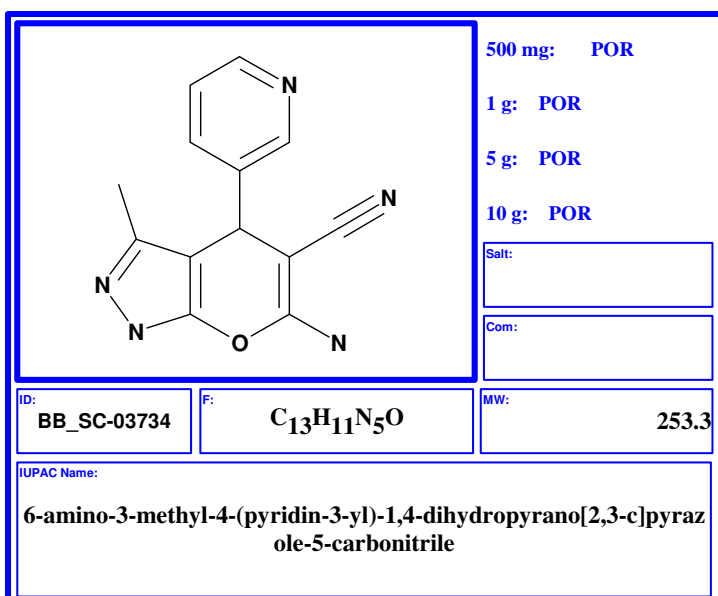 N
N
N
N
O
N
500 mg: POR
1 g: POR
5 g: POR
10 g: POR
Salt:
Com:
ID:
BB_SC-03734
F:
C13H11N5O
MW:
253.3
IUPAC Name:
6-amino-3-methyl-4-(pyridin-3-yl)-1,4-dihydropyrano[2,3-c]pyraz
ole-5-carbonitrile